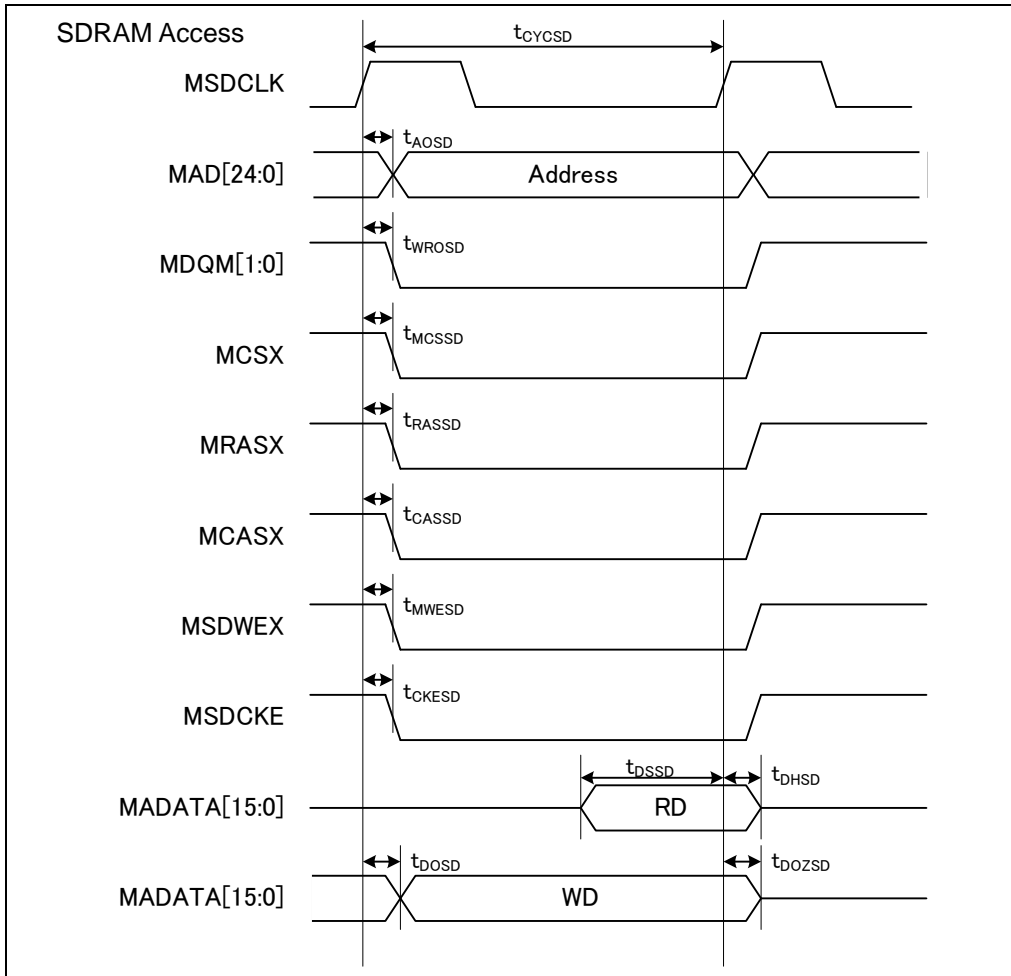 SDRAM Access
tCYCSD
MSDCLK
tAOSD
MAD[24:0]
Address
tWROSD
MDQM[1:0]
tMCSSD
MCSX
tRASSD
MRASX
tCASSD
MCASX
tMWESD
MSDWEX
tCKESD
MSDCKE
tDSSD
tDHSD
MADATA[15:0]
RD
tDOSD
tDOZSD
MADATA[15:0]
WD